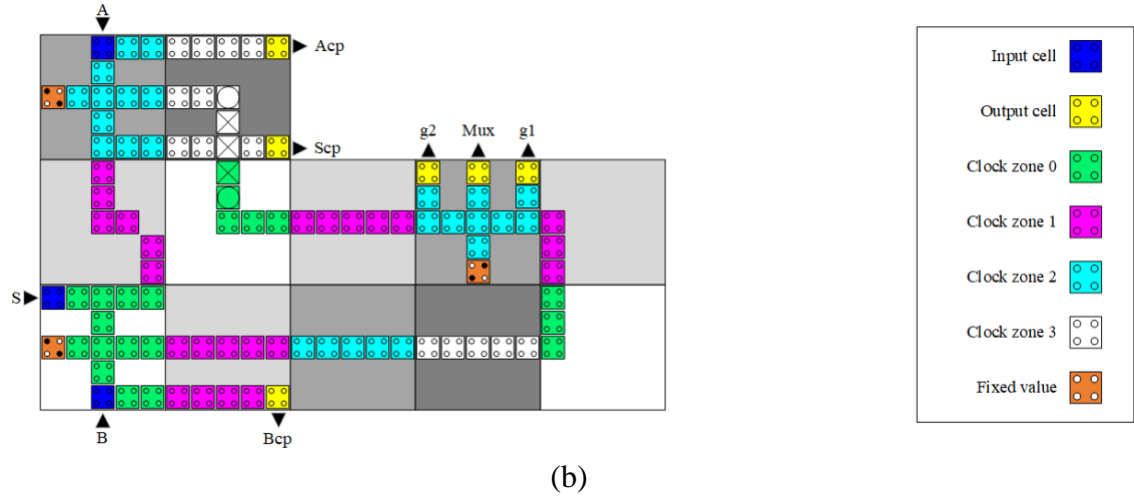 A
Acp
g2 Mux g1
Scp
S
B
Bcp
Input cell
Output cell
Clock zone 0
Clock zone 1
Clock zone 2
Clock zone 3
Fixed value
(b)